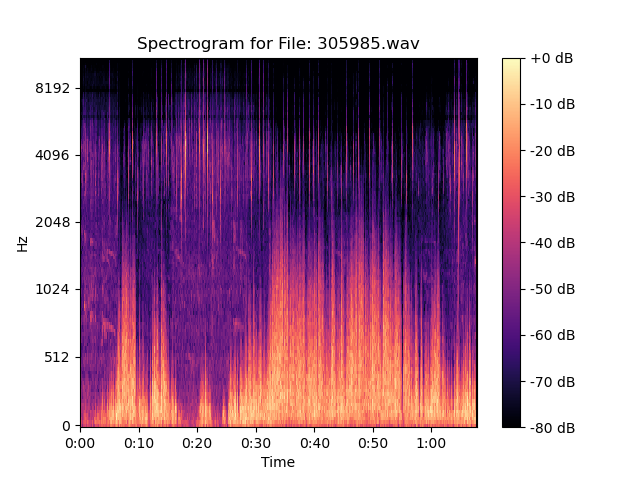 Spectrogram for File: 305985.wav
8192
4096
2048
1024
512
0
Hz
0:00
0:10
0:20
0:30
0:40
0:50
1:00
Time
+0 dB
-10 dB
-20 dB
-30 dB
-40 dB
-50 dB
-60 dB
-70 dB
-80 dB